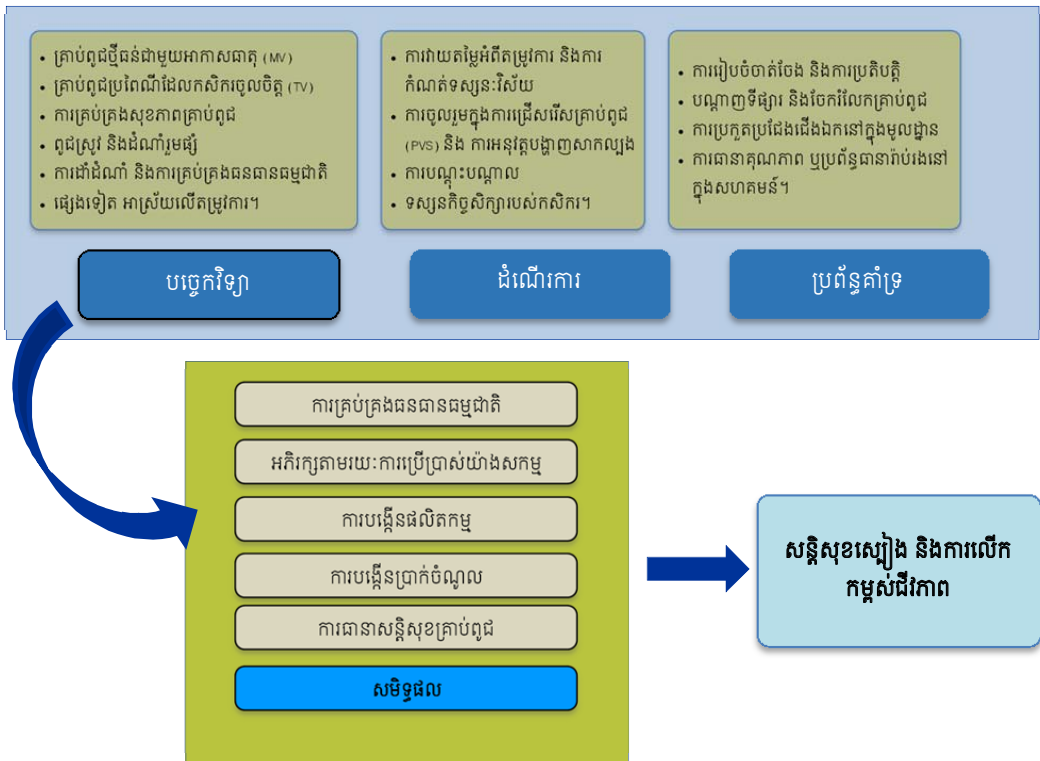 • គ្រាប់ពូជថ្មីធន់ជាមួយអាកាសធាតុ (MV)
• គ្រាប់ពូជប្រពៃណីដែលកសិករចូលចិត្ត (TV)
• ការគ្រប់គ្រងសុខភាពគ្រាប់ពូជ
• ពូជស្រូវ និងដំណាំរួមផ្សំ
• ការដាំដំណាំ និងការគ្រប់គ្រងធនធានធម្មជាតិ
• ផ្សេងទៀត អាស្រ័យលើតម្រូវការ។
បច្ចេកវិទ្យា
• ការវាយតម្លៃអំពីតម្រូវការ និងការ
កំណត់ទស្សនៈវិស័យ
• ការចូលរួមក្នុងការជ្រើសរើសគ្រាប់ពូជ
(PVS) និង ការអនុវត្តបង្ហាញសាកល្បង
• ការបណ្តុះបណ្តាល
• ទស្សនកិច្ចសិក្សារបស់កសិករ។
ដំណើរការ
• ការរៀបចំចាត់ចែង និងការប្រតិបត្តិ
• បណ្តាញទីផ្សារ និងចែករំលែកគ្រាប់ពូជ
• ការប្រកួតប្រជែងជើងឯកនៅក្នុងមូលដ្ឋាន
• ការធានាគុណភាព ឬប្រព័ន្ធធានារ៉ាប់រងនៅ
ក្នុងសហគមន៍។
ប្រព័ន្ធគាំទ្រ
ការគ្រប់គ្រងធនធានធម្មជាតិ
អភិរក្សតាមរយៈការប្រើប្រាស់យ៉ាងសកម្ម
ការបង្កើនផលិតកម្ម
ការបង្កើនប្រាក់ចំណូល
ការធានាសន្តិសុខគ្រាប់ពូជ
សមិទ្ធផល
សន្តិសុខស្បៀង និងការលើក
កម្ពស់ជីវភាព